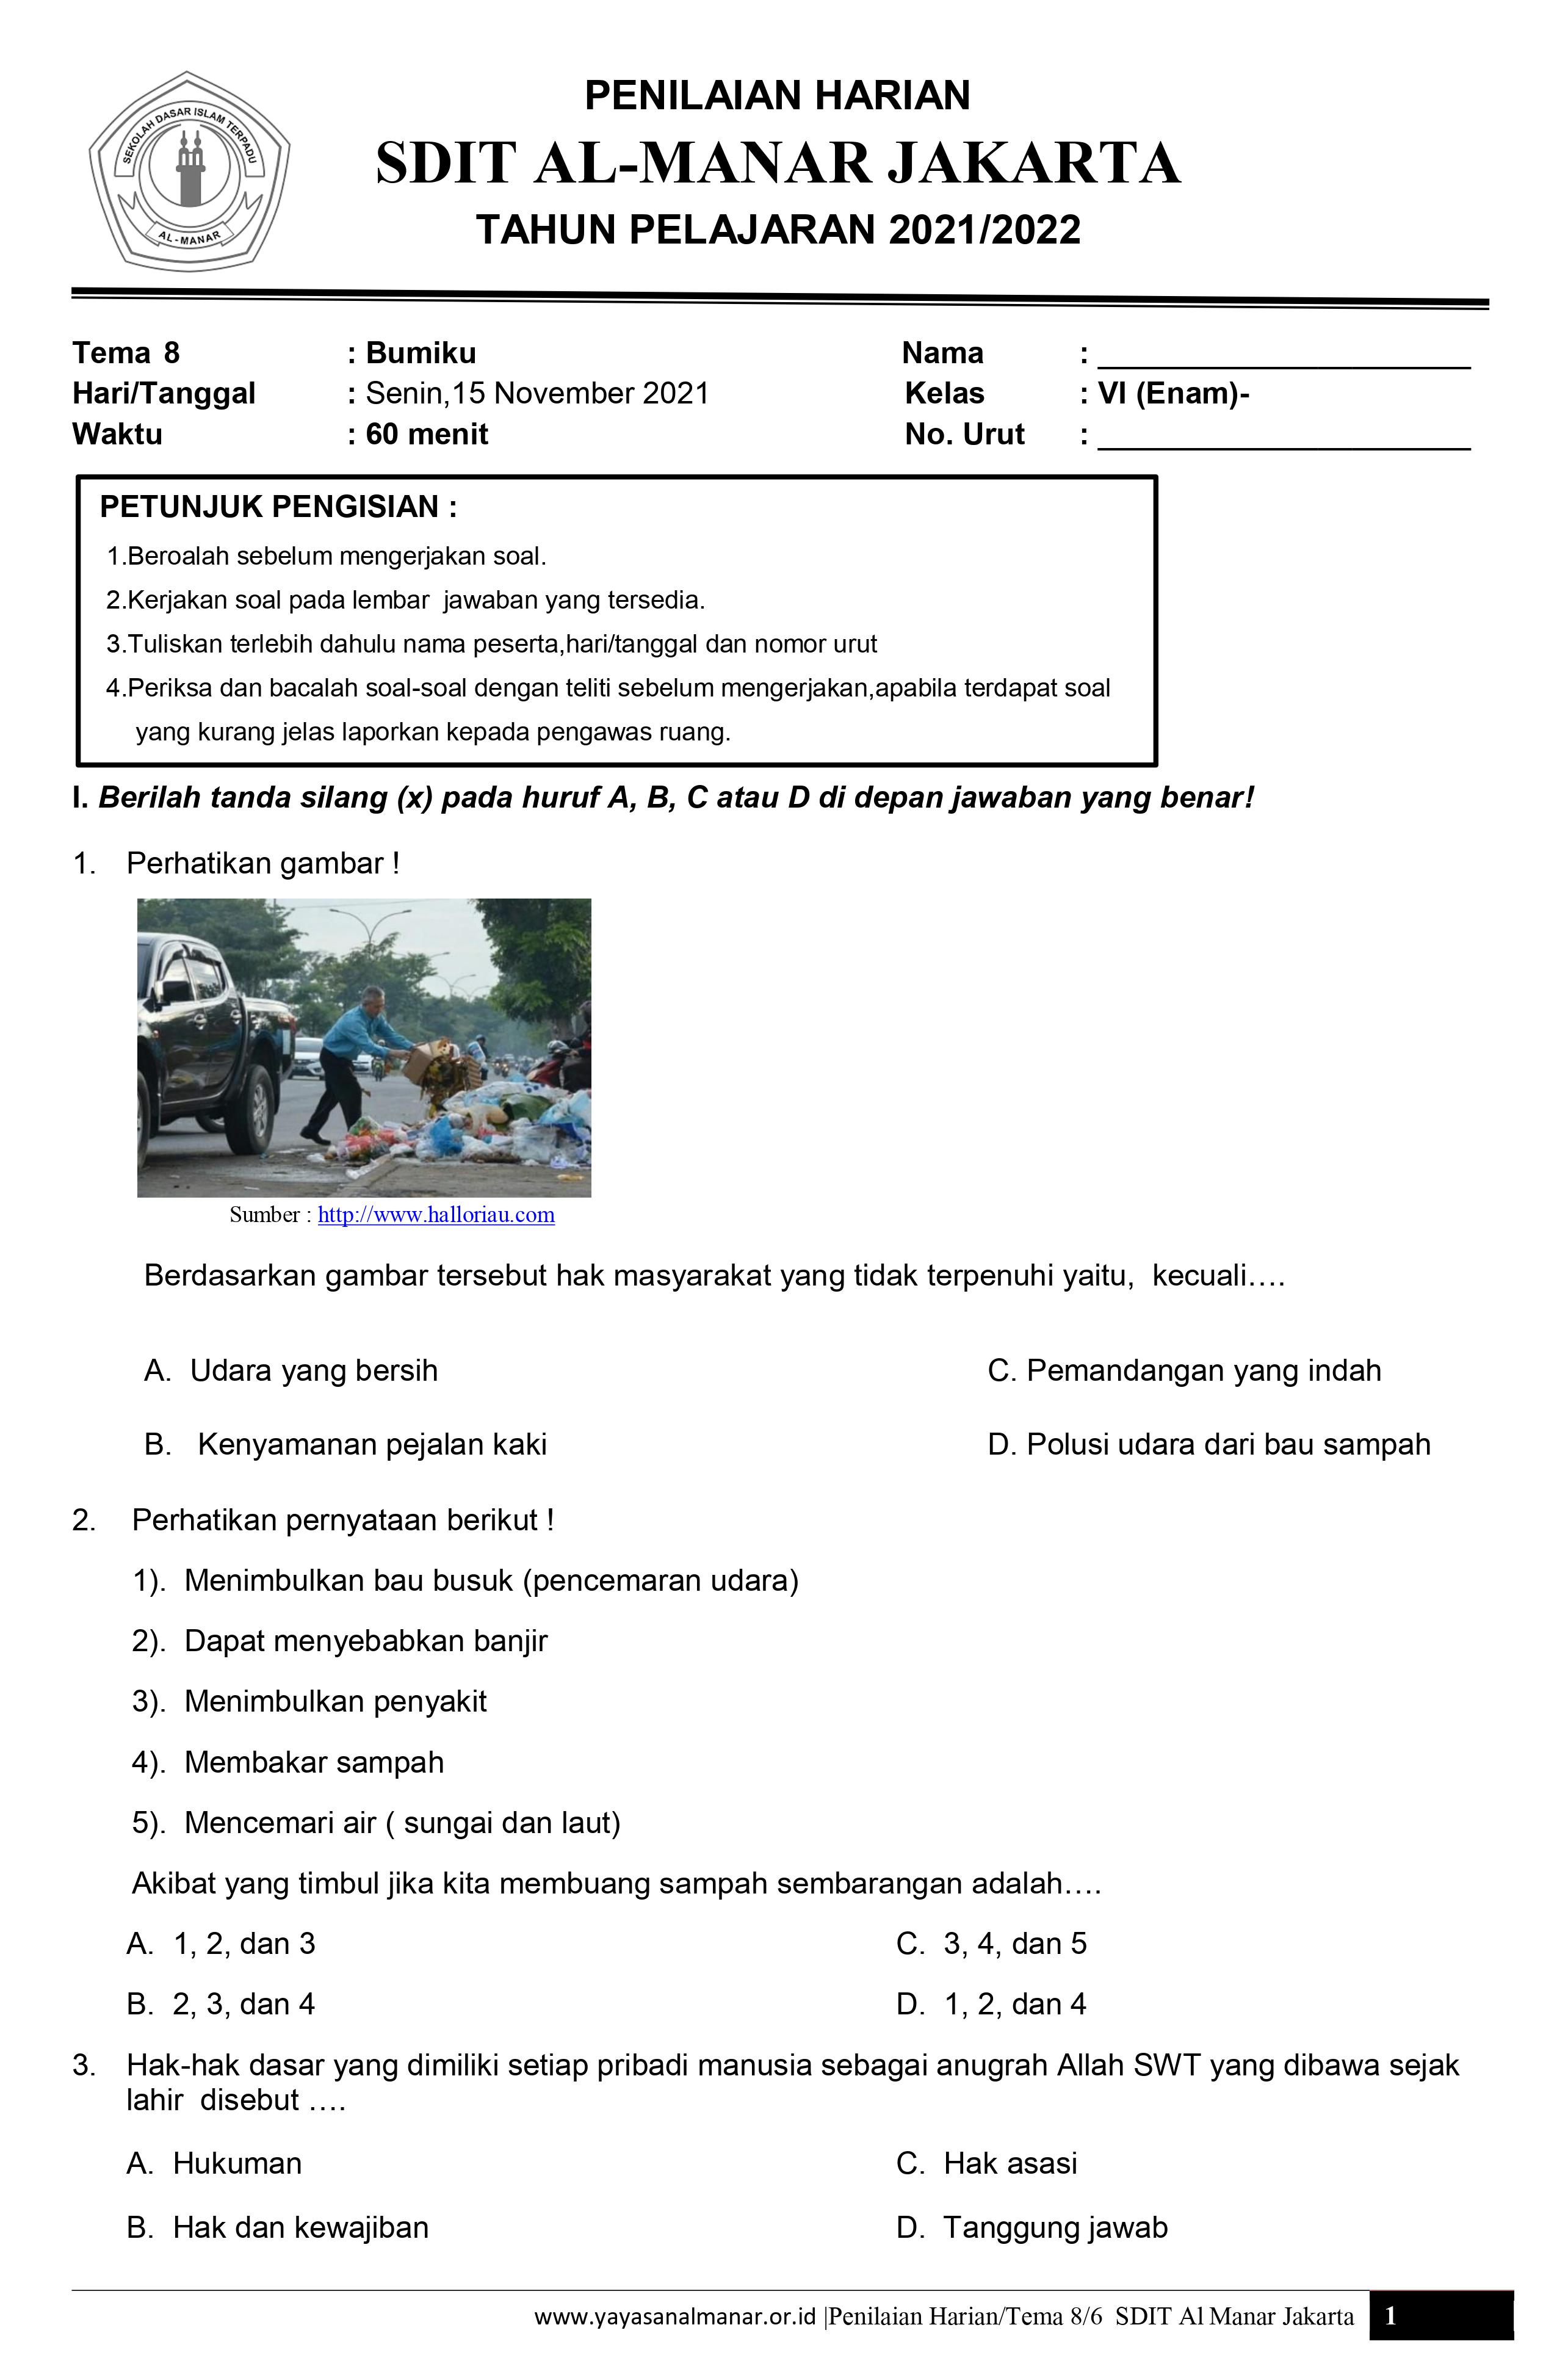 SEKOLAH DASAR ISLAM TERPADU
AL-MANAR
PENILAIAN HARIAN
SDIT AL-MANAR JAKARTA
TAHUN PELAJARAN 2021/2022
Tema 8 : Bumiku Nama : ______________________
Hari/Tanggal : Senin,15 November 2021 Kelas : VI (Enam)-
Waktu : 60 menit No. Urut : ______________________
PETUNJUK PENGISIAN :
1.Beroalah sebelum mengerjakan soal.
2.Kerjakan soal pada lembar jawaban yang tersedia.
3.Tuliskan terlebih dahulu nama peserta,hari/tanggal dan nomor urut
4.Periksa dan bacalah soal-soal dengan teliti sebelum mengerjakan,apabila terdapat soal
yang kurang jelas laporkan kepada pengawas ruang.
I. Berilah tanda silang (x) pada huruf A, B, C atau D di depan jawaban yang benar!
1. Perhatikan gambar !
Sumber : http://www.halloriau.com
Berdasarkan gambar tersebut hak masyarakat yang tidak terpenuhi yaitu, kecuali….
A. Udara yang bersih C. Pemandangan yang indah
B. Kenyamanan pejalan kaki D. Polusi udara dari bau sampah
2. Perhatikan pernyataan berikut !
1). Menimbulkan bau busuk (pencemaran udara)
2). Dapat menyebabkan banjir
3). Menimbulkan penyakit
4). Membakar sampah
5). Mencemari air ( sungai dan laut)
Akibat yang timbul jika kita membuang sampah sembarangan adalah….
A. 1, 2, dan 3 C. 3, 4, dan 5
B. 2, 3, dan 4 D. 1, 2, dan 4
3. Hak-hak dasar yang dimiliki setiap pribadi manusia sebagai anugrah Allah SWT yang dibawa sejak
lahir disebut ….
A. Hukuman C. Hak asasi
B. Hak dan kewajiban D. Tanggung jawab
www.yayasanalmanar.or.id |Penilaian Harian/Tema 8/6 SDIT Al Manar Jakarta 1